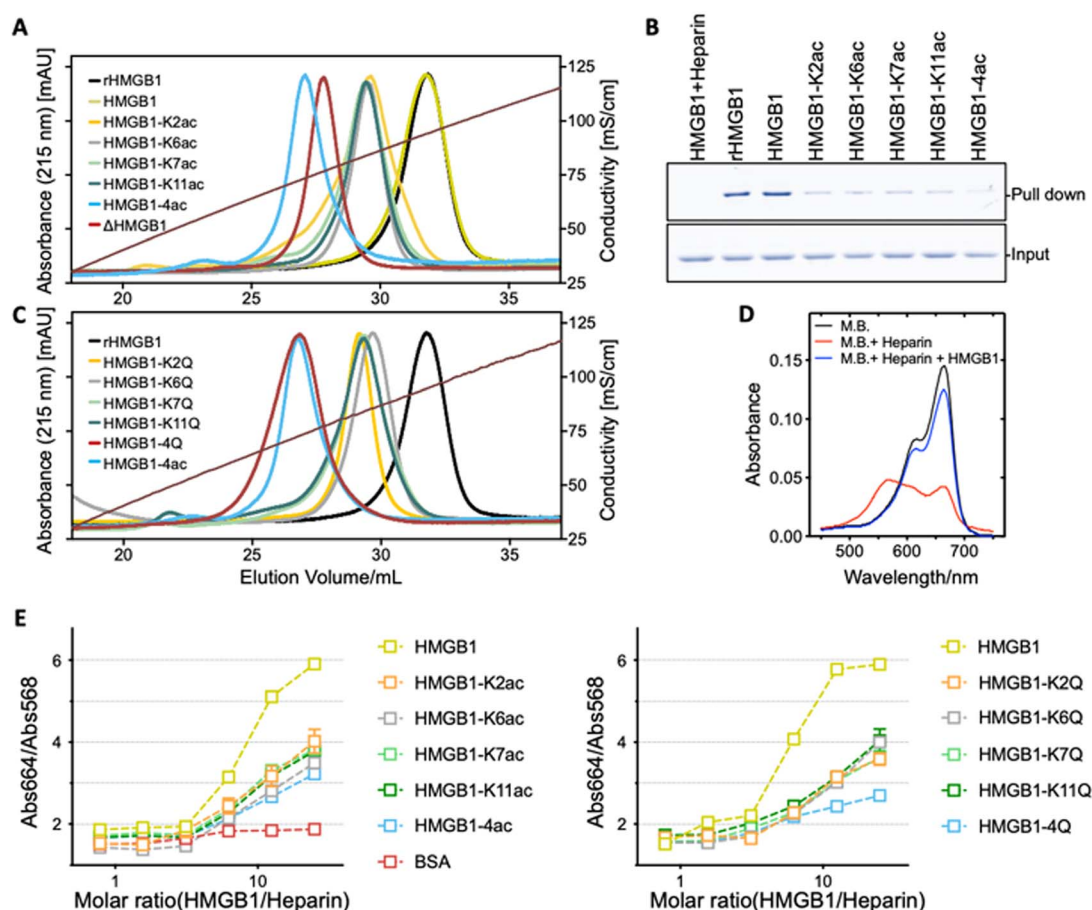 A
Absorbance (215 nm) [mAU]
rHMGB1
HMGB1
HMGB1-K2ac
HMGB1-K6ac
HMGB1-K7ac
HMGB1-K11ac
HMGB1-4ac
ΔHMGB1
125
100
75
50
25
Conductivity [mS/cm]
20 25 30 35
B
HMGB1+Heparin
rHMGB1
HMGB1
HMGB1-K2ac
HMGB1-K6ac
HMGB1-K7ac
HMGB1-K11ac
HMGB1-4ac
-Pull down
-Input
C
Absorbance (215 nm) [mAU]
rHMGB1
HMGB1-K2Q
HMGB1-K6Q
HMGB1-K7Q
HMGB1-K11Q
HMGB1-4Q
HMGB1-4ac
125
100
75
50
25
Conductivity [mS/cm]
20 25 30 35
Elution Volume/mL
D
M.B.
M.B.+ Heparin
M.B.+ Heparin + HMGB1
Absorbance
0.15
0.10
0.05
0.00
500 600 700
Wavelength/nm
E
Abs664/Abs568
6
4
2
1 10
Molar ratio(HMGB1/Heparin)
HMGB1
HMGB1-K2ac
HMGB1-K6ac
HMGB1-K7ac
HMGB1-K11ac
HMGB1-4ac
BSA
Abs664/Abs568
6
4
2
1 10
Molar ratio(HMGB1/Heparin)
HMGB1
HMGB1-K2Q
HMGB1-K6Q
HMGB1-K7Q
HMGB1-K11Q
HMGB1-4Q